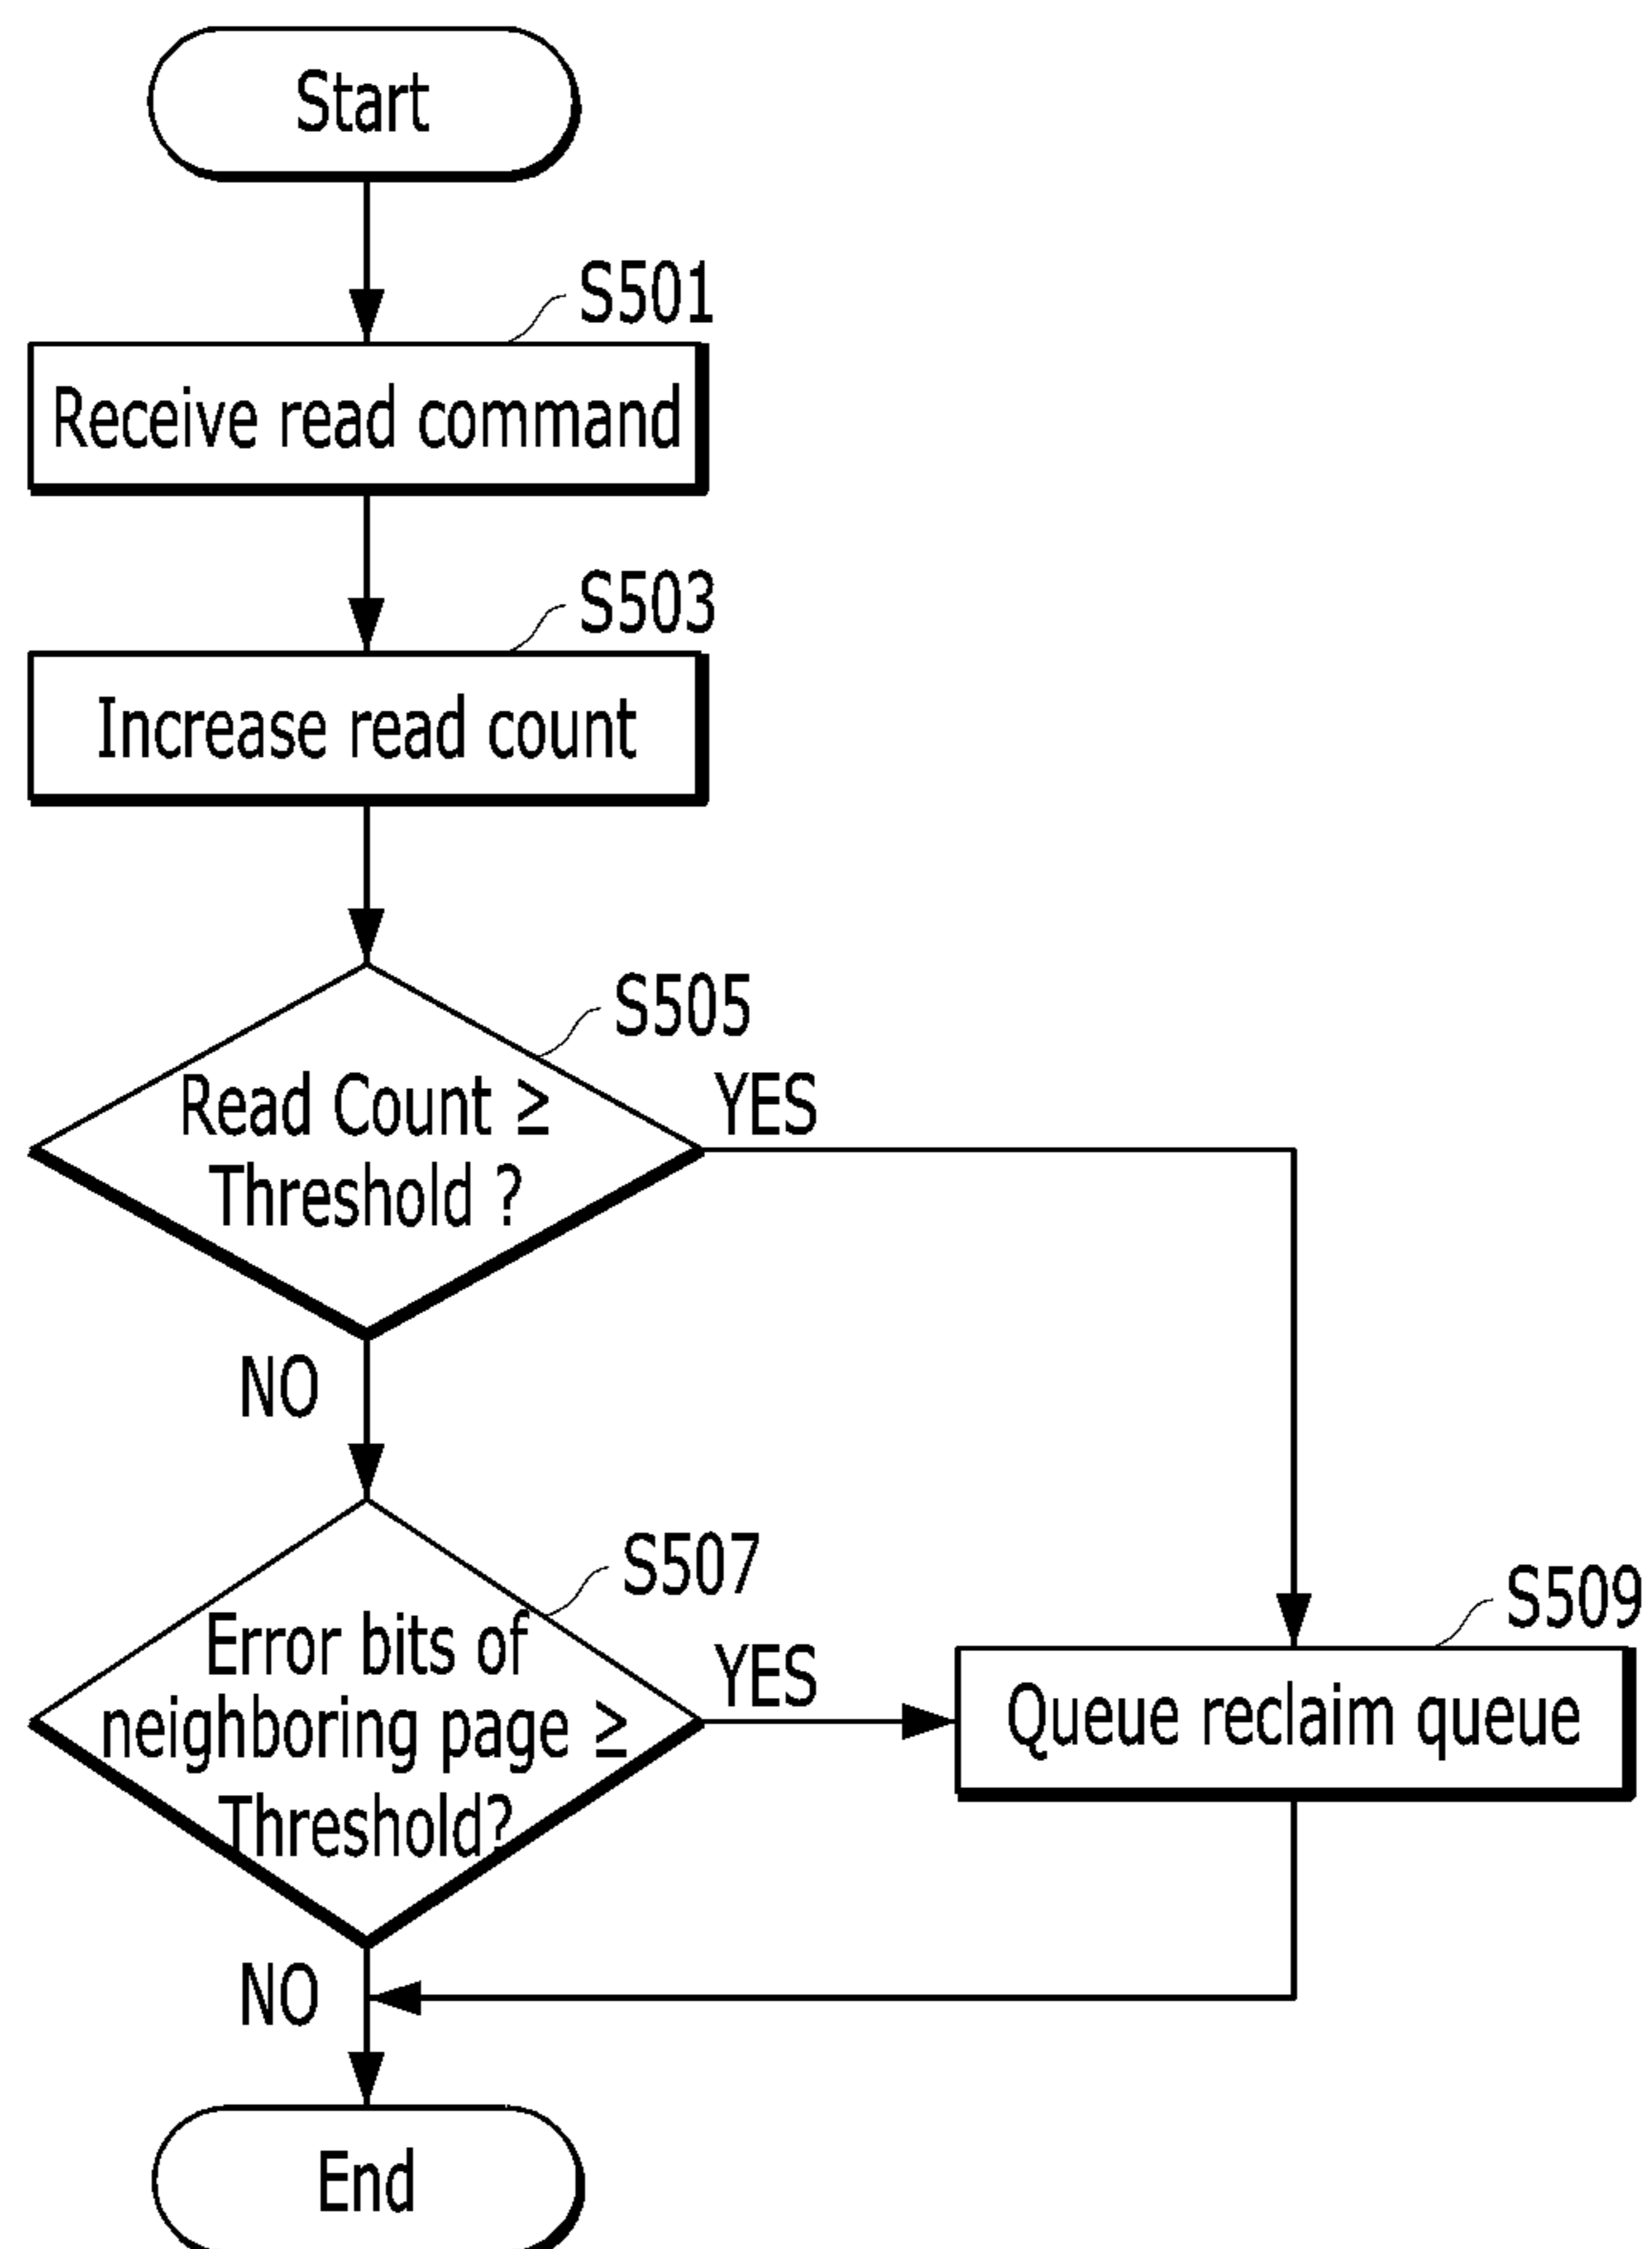 Start
S501
Receive read command
S503
Increase read count
S505
Read Count ≥
Threshold ?
YES
NO
S507
Error bits of
neighboring page ≥
Threshold?
YES
S509
Queue reclaim queue
NO
End